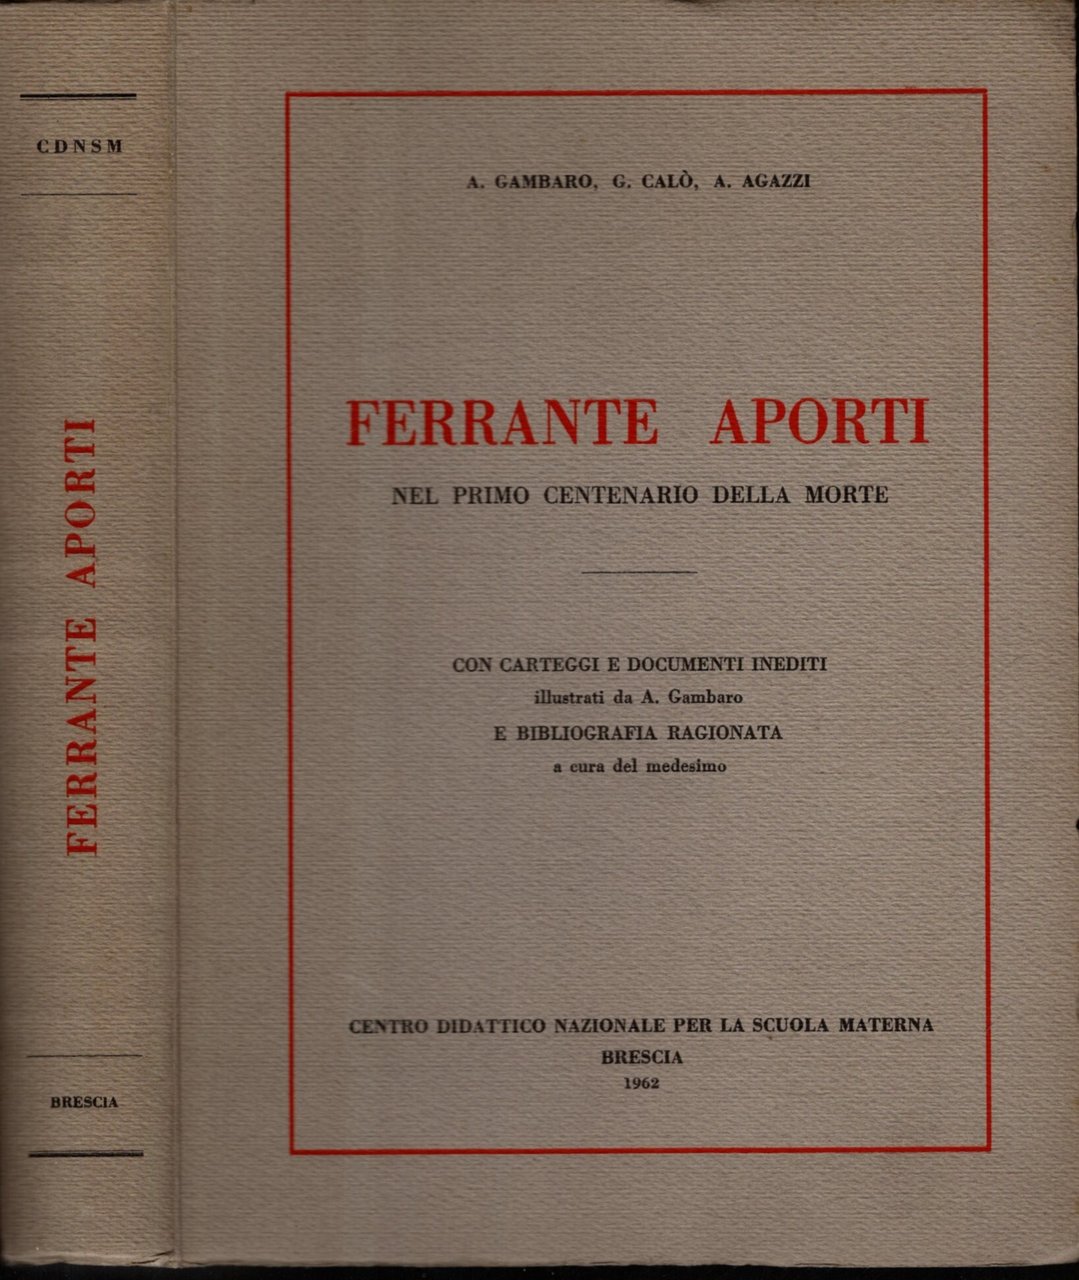 CDNSM
FERRANTE APORTI
BRESCIA
A. GAMBARO, G. CALÒ, A. AGAZZI
FERRANTE APORTI
NEL PRIMO CENTENARIO DELLA MORTE
CON CARTEGGI E DOCUMENTI INEDITI
illustrati da A. Gambaro
E BIBLIOGRAFIA RAGIONATA
a cura del medesimo
CENTRO DIDATTICO NAZIONALE PER LA SCUOLA MATERNA
BRESCIA
1962